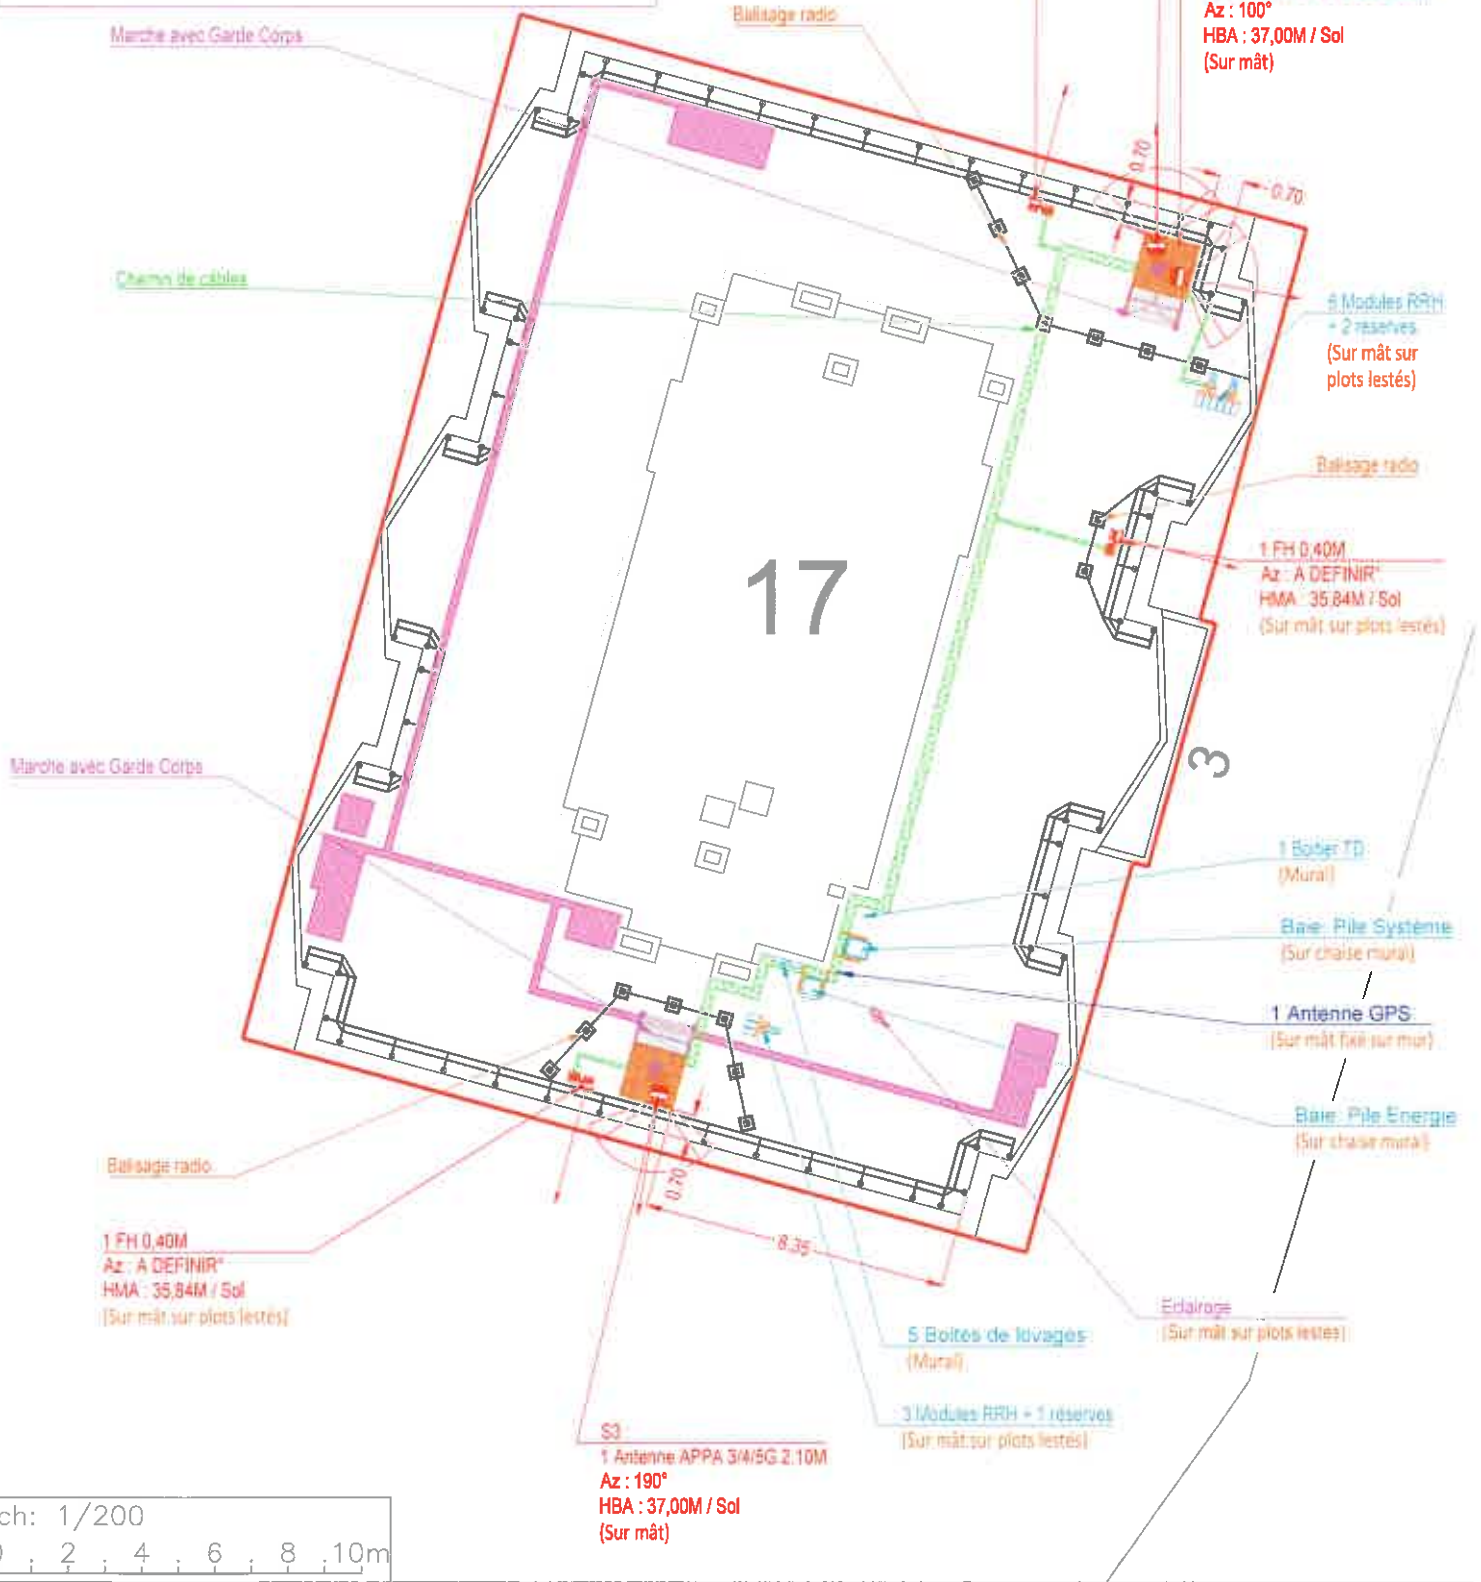 Az : 100°
HBA : 37,00M / Sol
(Sur mât)
Balisage radio
Marche avec Garde Corps
0.70
0.70
Chemin de câbles
6 Modules RRH
+ 2 réserves
(Sur mât sur
plots lestés)
Balisage radio
17
1 FH 0,40M
Az : A DEFINIR°
HMA : 35,84M / Sol
(Sur mât sur plots lestés)
3
Marche avec Garde Corps
1 Boitier TD
(Mural)
Baie: Pile Système
(Sur chaise mural)
1 Antenne GPS
(Sur mât fixé sur mur)
Baie: Pile Energie
(Sur chaise mural)
Balisage radio
0.70
8.35
1 FH 0,40M
Az : A DEFINIR°
HMA : 35,84M / Sol
(Sur mât sur plots lestés)
Eclairage
(Sur mât sur plots lestés)
5 Boites de lovages
(Mural)
3 Modules RRH + 1 réserves
(Sur mât sur plots lestés)
S3
1 Antenne APPA 3/4/5G 2.10M
Az : 190°
HBA : 37,00M / Sol
(Sur mât)
ch: 1/200
2 4 6 8 10m